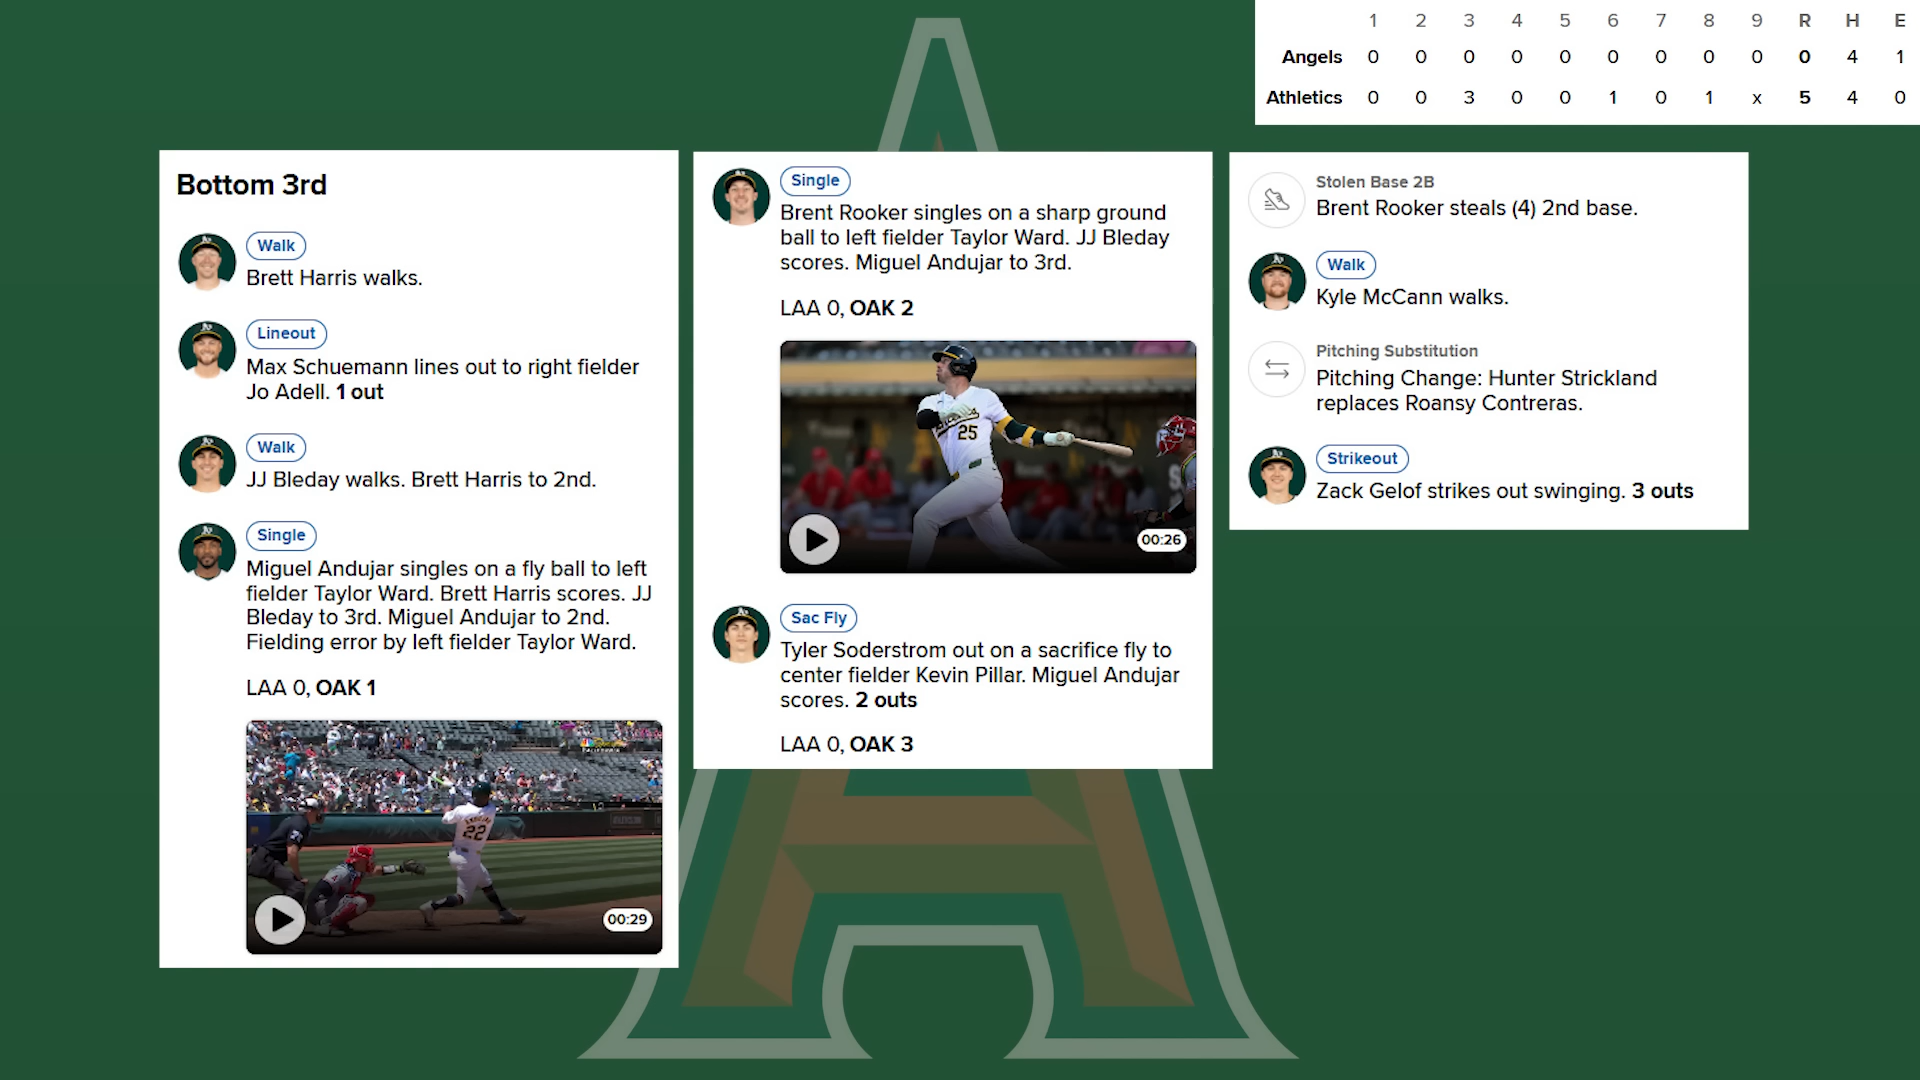 1 2 3 4 5 6 7 8 9 R H E
Angels 0 0 0 0 0 0 0 0 0 0 4 1
Athletics 0 0 3 0 0 1 0 1 x 5 4 0
Bottom 3rd
Walk
Brett Harris walks.
Lineout
Max Schuemann lines out to right fielder
Jo Adell. 1 out
Walk
JJ Bleday walks. Brett Harris to 2nd.
Single
Miguel Andujar singles on a fly ball to left
fielder Taylor Ward. Brett Harris scores. JJ
Bleday to 3rd. Miguel Andujar to 2nd.
Fielding error by left fielder Taylor Ward.
LAA 0, OAK 1
ANDUJAR
22
00:29
Single
Brent Rooker singles on a sharp ground
ball to left fielder Taylor Ward. JJ Bleday
scores. Miguel Andujar to 3rd.
LAA 0, OAK 2
25
00:26
Sac Fly
Tyler Soderstrom out on a sacrifice fly to
center fielder Kevin Pillar. Miguel Andujar
scores. 2 outs
LAA 0, OAK 3
Stolen Base 2B
Brent Rooker steals (4) 2nd base.
Walk
Kyle McCann walks.
Pitching Substitution
Pitching Change: Hunter Strickland
replaces Roansy Contreras.
Strikeout
Zack Gelof strikes out swinging. 3 outs